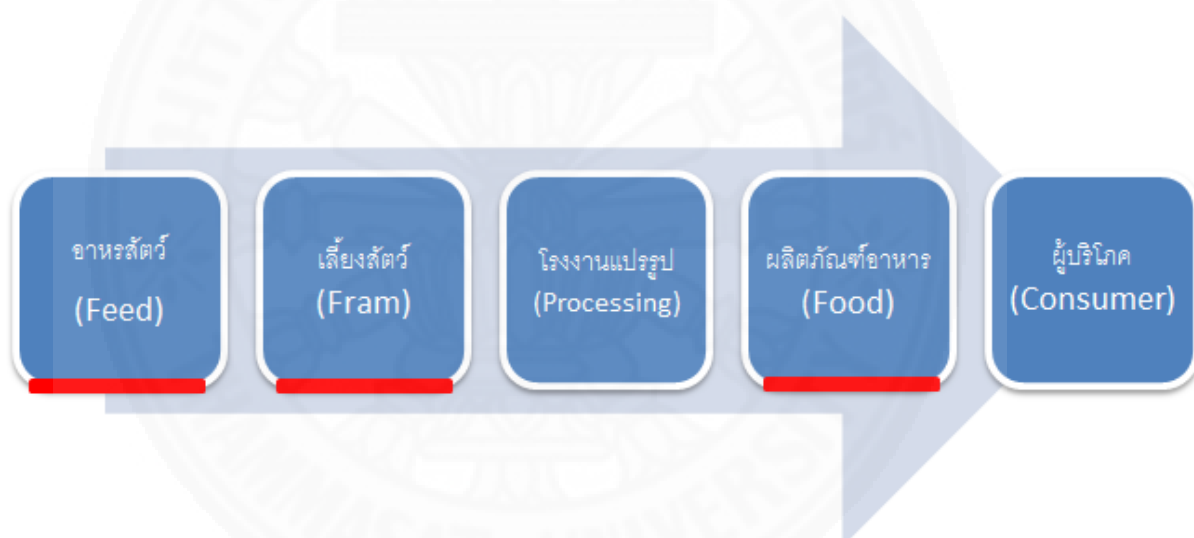 อาหรสัตว์
(Feed)
เลี้ยงสัตว์
(Fram)
โรงงานแปรรูป
(Processing)
ผลิตภัณฑ์อาหาร
(Food)
ผู้บริโภค
(Consumer)